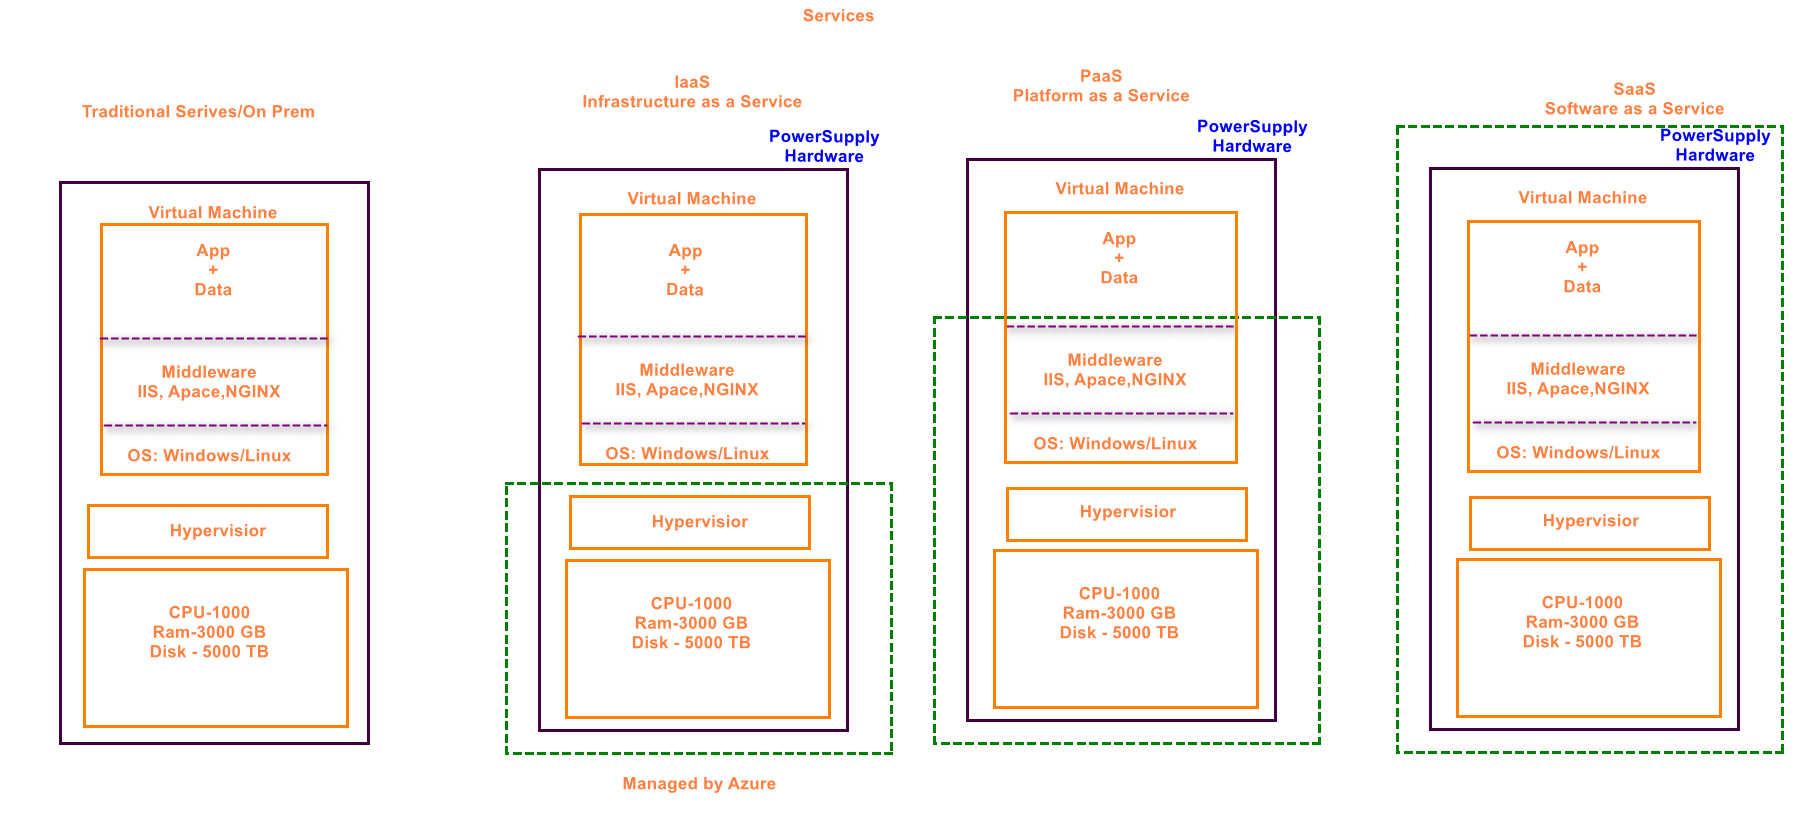 Services
Traditional Serives/On Prem
Virtual Machine
App
+
Data
Middleware
IIS, Apace,NGINX
OS: Windows/Linux
Hypervisior
CPU-1000
Ram-3000 GB
Disk - 5000 TB
IaaS
Infrastructure as a Service
PowerSupply
Hardware
Virtual Machine
App
+
Data
Middleware
IIS, Apace,NGINX
OS: Windows/Linux
Hypervisior
CPU-1000
Ram-3000 GB
Disk - 5000 TB
Managed by Azure
PaaS
Platform as a Service
PowerSupply
Hardware
Virtual Machine
App
+
Data
Middleware
IIS, Apace,NGINX
OS: Windows/Linux
Hypervisior
CPU-1000
Ram-3000 GB
Disk - 5000 TB
SaaS
Software as a Service
PowerSupply
Hardware
Virtual Machine
App
+
Data
Middleware
IIS, Apace,NGINX
OS: Windows/Linux
Hypervisior
CPU-1000
Ram-3000 GB
Disk - 5000 TB